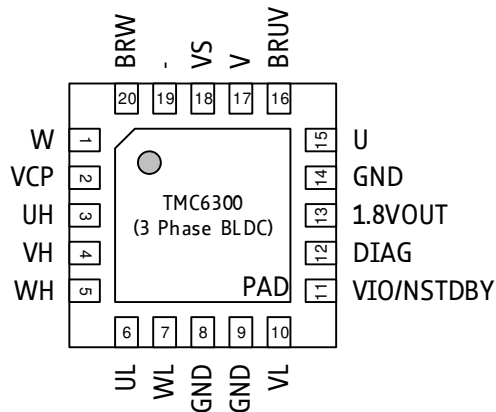 BRW
-
VS
V
BRUV
20
19
18
17
16
W
1
VCP
2
UH
3
VH
4
WH
5
TMC6300
(3 Phase BLDC)
PAD
15
U
14
GND
13
1.8VOUT
12
DIAG
11
VIO/NSTDBY
6
7
8
9
10
UL
WL
GND
GND
VL